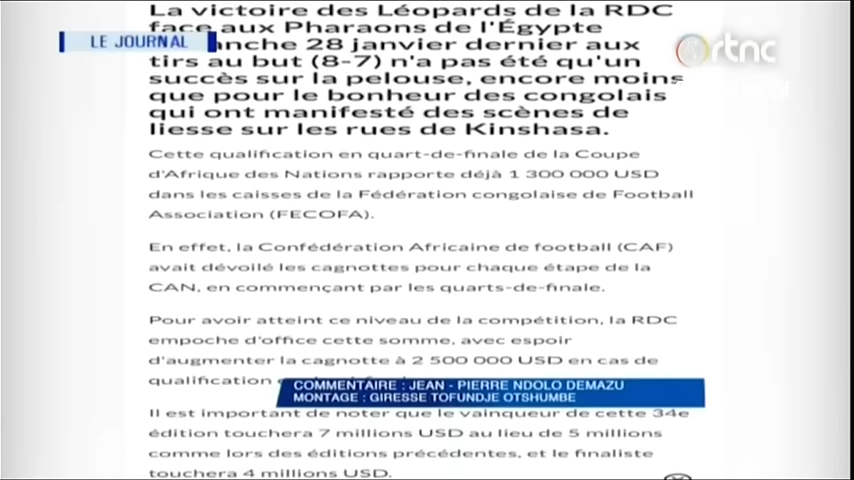 La victoire des Léopards de la RDC
face aux Pharaons de l'Égypte
LE JOURNAL
anche 28 janvier dernier aux
rtnc
tirs au but (8-7) n'a pas été qu'un
succès sur la pelouse, encore moins
que pour le bonheur des congolais
qui ont manifesté des scènes de
liesse sur les rues de Kinshasa.
Cette qualification en quart-de-finale de la Coupe
d'Afrique des Nations rapporte déjà 1 300 000 USD
dans les caisses de la Fédération congolaise de Football
Association (FECOFA).
En effet, la Confédération Africaine de football (CAF)
avait dévoilé les cagnottes pour chaque étape de la
CAN, en commençant par les quarts-de-finale.
Pour avoir atteint ce niveau de la compétition, la RDC
empoche d'office cette somme, avec espoir
d'augmenter la cagnotte à 2 500 000 USD en cas de
qualification
COMMENTAIRE : JEAN - PIERRE NDOLO DEMAZU
MONTAGE : GIRESSE TOFUNDJE OTSHUMBE
Il est important de noter que le vainqueur de cette 34e
édition touchera 7 millions USD au lieu de 5 millions
comme lors des éditions précédentes, et le finaliste
touchera 4 millions USD.